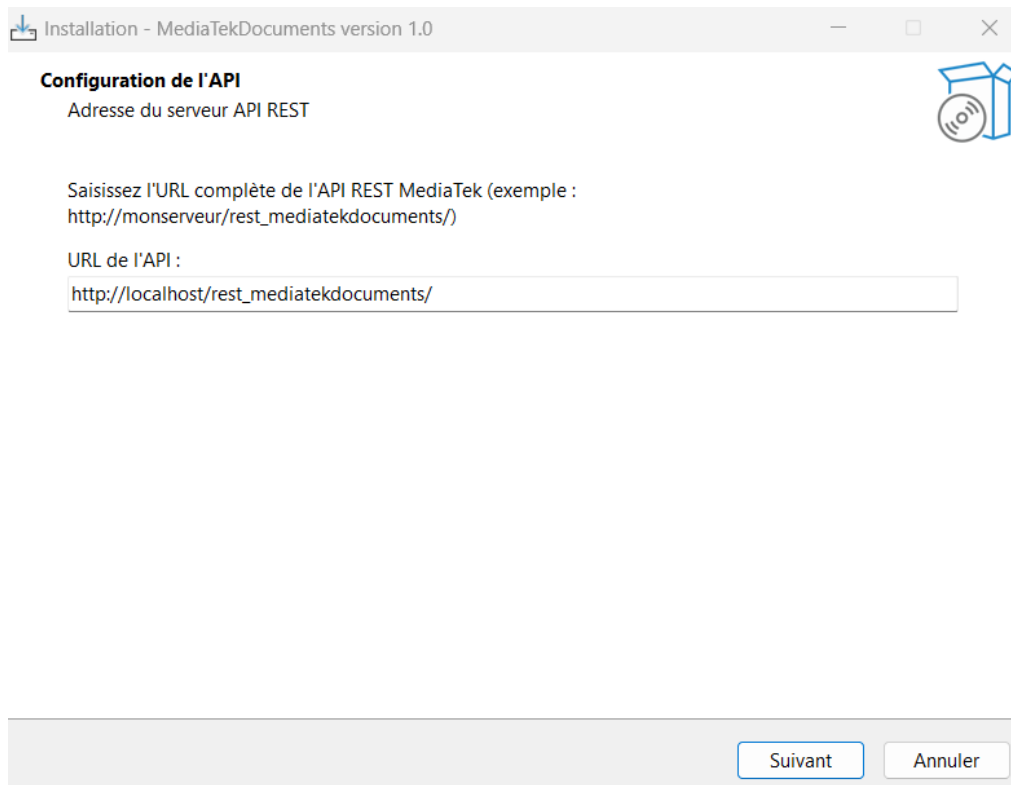 Installation - MediaTekDocuments version 1.0
Configuration de l'API
Adresse du serveur API REST
Saisissez l'URL complète de l'API REST MediaTek (exemple :
http://monserveur/rest_mediatekdocuments/)
URL de l'API :
http://localhost/rest_mediatekdocuments/
Suivant
Annuler